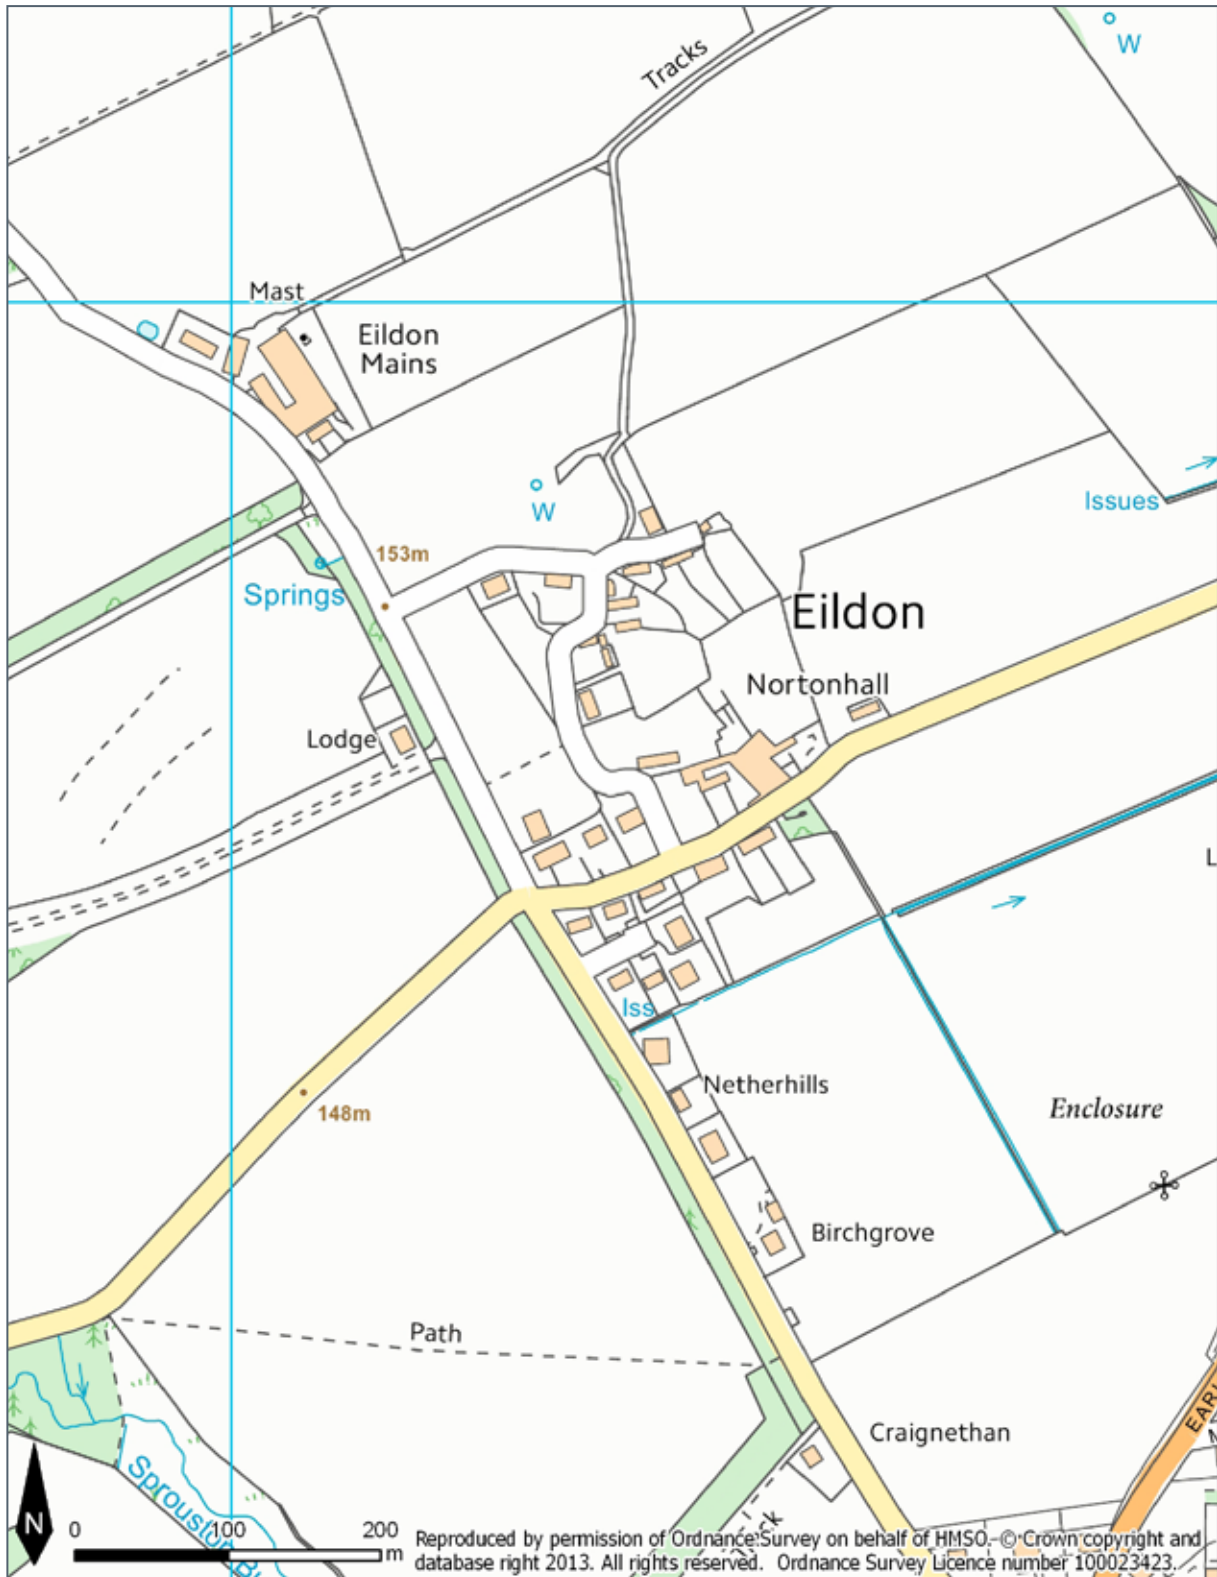 W
Tracks
Mast
Eildon
Mains
Issues
W
153m
Springs
Eildon
Nortonhall
Lodge
L
Iss
Netherhills
148m
Enclosure
Birchgrove
Path
Craignethan
EARL
Sprouston
N
0 100 200
m
Reproduced by permission of Ordnance Survey on behalf of HMSO. © Crown copyright and
database right 2013. All rights reserved. Ordnance Survey Licence number 100023423.